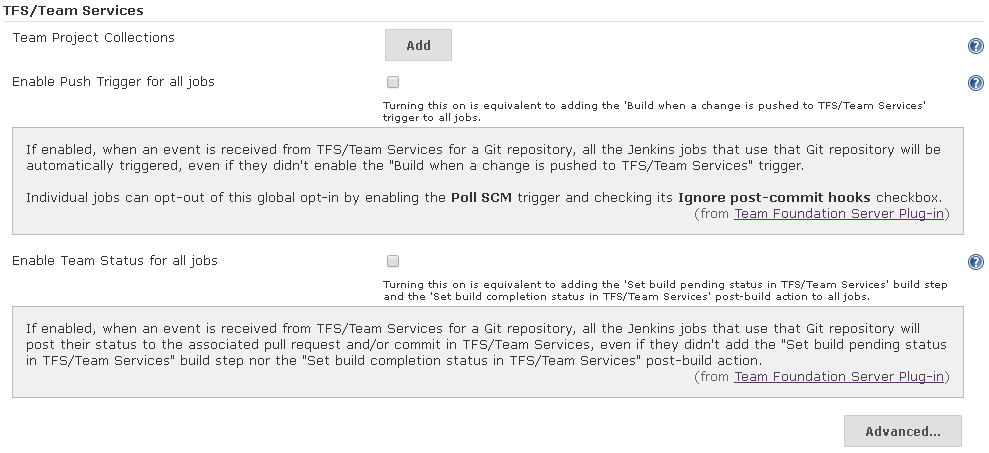 TFS/Team Services
Team Project Collections
Add
Enable Push Trigger for all jobs
Turning this on is equivalent to adding the 'Build when a change is pushed to TFS/Team Services'
trigger to all jobs.
If enabled, when an event is received from TFS/Team Services for a Git repository, all the Jenkins jobs that use that Git repository will be
automatically triggered, even if they didn't enable the "Build when a change is pushed to TFS/Team Services" trigger.
Individual jobs can opt-out of this global opt-in by enabling the Poll SCM trigger and checking its Ignore post-commit hooks checkbox.
(from Team Foundation Server Plug-in)
Enable Team Status for all jobs
Turning this on is equivalent to adding the 'Set build pending status in TFS/Team Services' build step
and the 'Set build completion status in TFS/Team Services' post-build action to all jobs.
If enabled, when an event is received from TFS/Team Services for a Git repository, all the Jenkins jobs that use that Git repository will
post their status to the associated pull request and/or commit in TFS/Team Services, even if they didn't add the "Set build pending status
in TFS/Team Services" build step nor the "Set build completion status in TFS/Team Services" post-build action.
(from Team Foundation Server Plug-in)
Advanced...